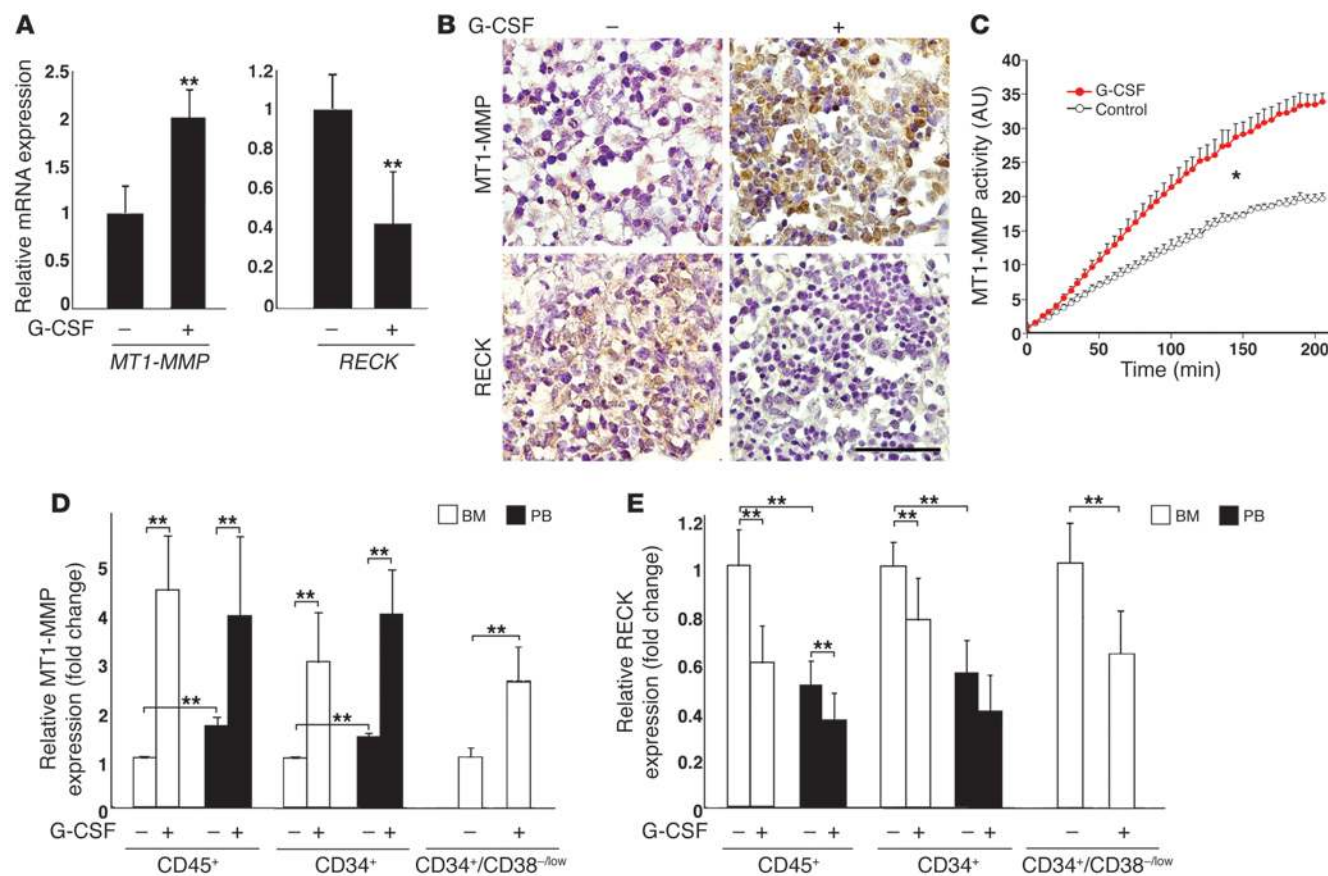 A
Relative mRNA expression
2.5
2
1.5
1
0.5
0
**
G-CSF − +
MT1-MMP
1.2
1
0.8
0.6
0.4
0.2
0
**
− +
RECK
B
G-CSF − +
MT1-MMP
RECK
C
MT1-MMP activity (AU)
40
35
30
25
20
15
10
5
0
G-CSF
Control
*
0 50 100 150 200
Time (min)
D
BM PB
Relative MT1-MMP
expression (fold change)
5
4
3
2
1
0
** **
** **
**
** **
G-CSF − + − + − + − + − +
CD45⁺ CD34⁺ CD34⁺/CD38⁻/low
E
BM PB
Relative RECK
expression (fold change)
1.2
1
0.8
0.6
0.4
0.2
0
** ** **
** **
**
G-CSF − + − + − + − + − +
CD45⁺ CD34⁺ CD34⁺/CD38⁻/low